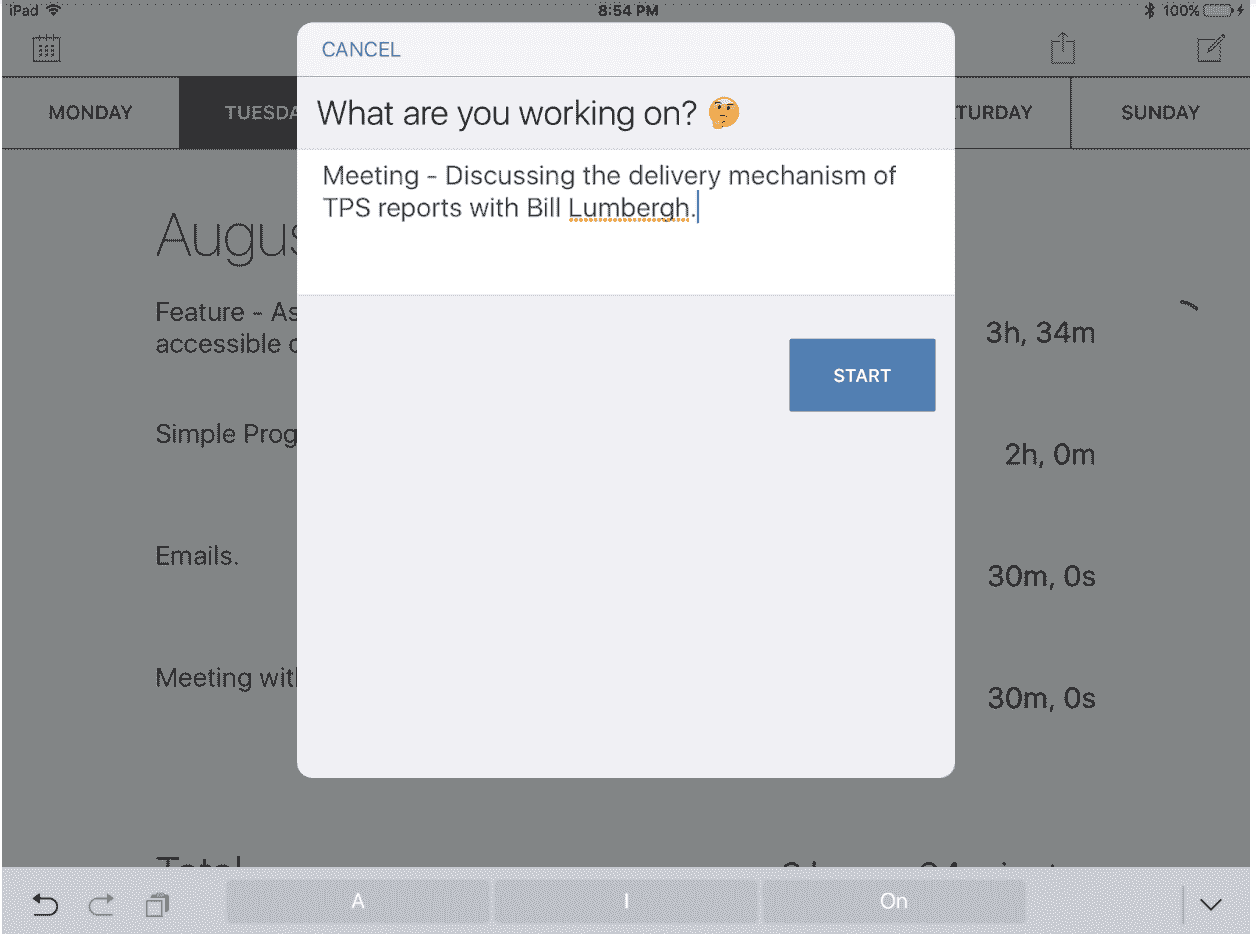 iPad 8:54 PM 100%
CANCEL
MONDAY TUESDA TURDAY SUNDAY
What are you working on? 🤔
Meeting - Discussing the delivery mechanism of
TPS reports with Bill Lumbergh.
Augus
Feature - As
accessible
3h, 34m
START
Simple Prog
2h, 0m
Emails.
30m, 0s
Meeting with
30m, 0s
Total
A I On